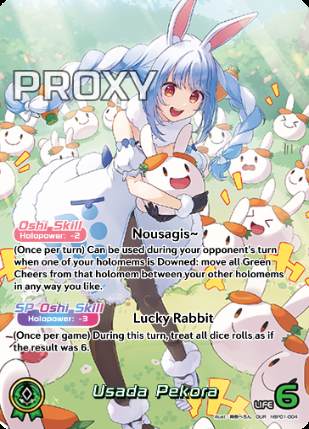 PROXY
Oshi Skill
Holopower: -2
Nousagis~
(Once per turn) Can be used during your opponent's turn
when one of your holomems is Downed: move all Green
Cheers from that holomem between your other holomems
in any way you like.
SP Oshi Skill
Holopower: -3
Lucky Rabbit
(Once per game) During this turn, treat all dice rolls as if
the result was 6.
Usada Pekora
LIFE 6
OUR HSP01-004